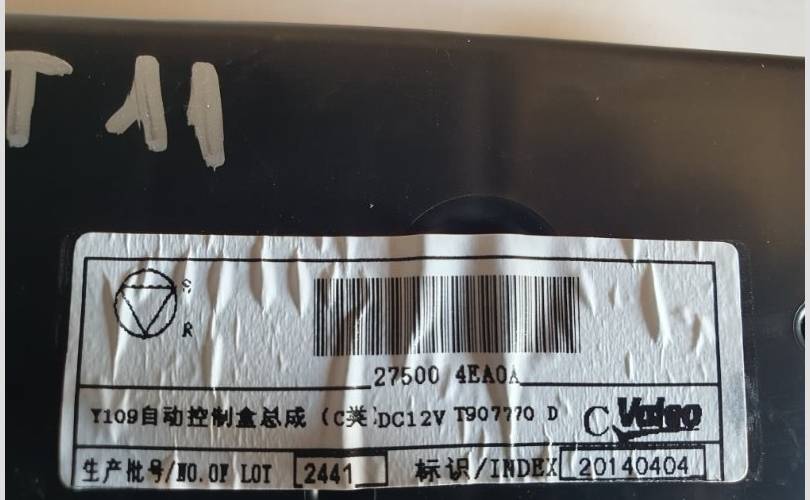 T 11
S
R
27500 4EA0A
Y109自动控制盒总成（C类）DC12V T907770 D C Valeo
生产批号/NO.OF LOT 2441 标识/INDEX 20140404